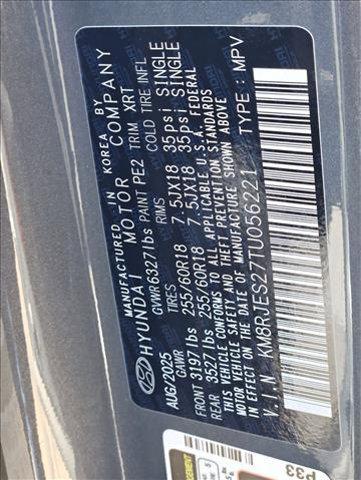 MANUFACTURED IN KOREA BY
HYUNDAI MOTOR COMPANY
MANUFACTURED
AUG/2025 GVWR 6327 lbs PAINT PE2 TRIM XRT
GAWR TIRES RIMS COLD TIRE INFL
FRONT 3197 lbs 255/60R18 7.5JX18 35psi SINGLE
REAR 3527 lbs 255/60R18 7.5JX18 35psi SINGLE
THIS VEHICLE CONFORMS TO ALL APPLICABLE U.S. FEDERAL
MOTOR VEHICLE SAFETY AND THEFT PREVENTION STANDARDS
IN EFFECT ON THE DATE OF MANUFACTURE SHOWN ABOVE
V.I.N: KM8RJES27TU056221 TYPE: MPV
P33